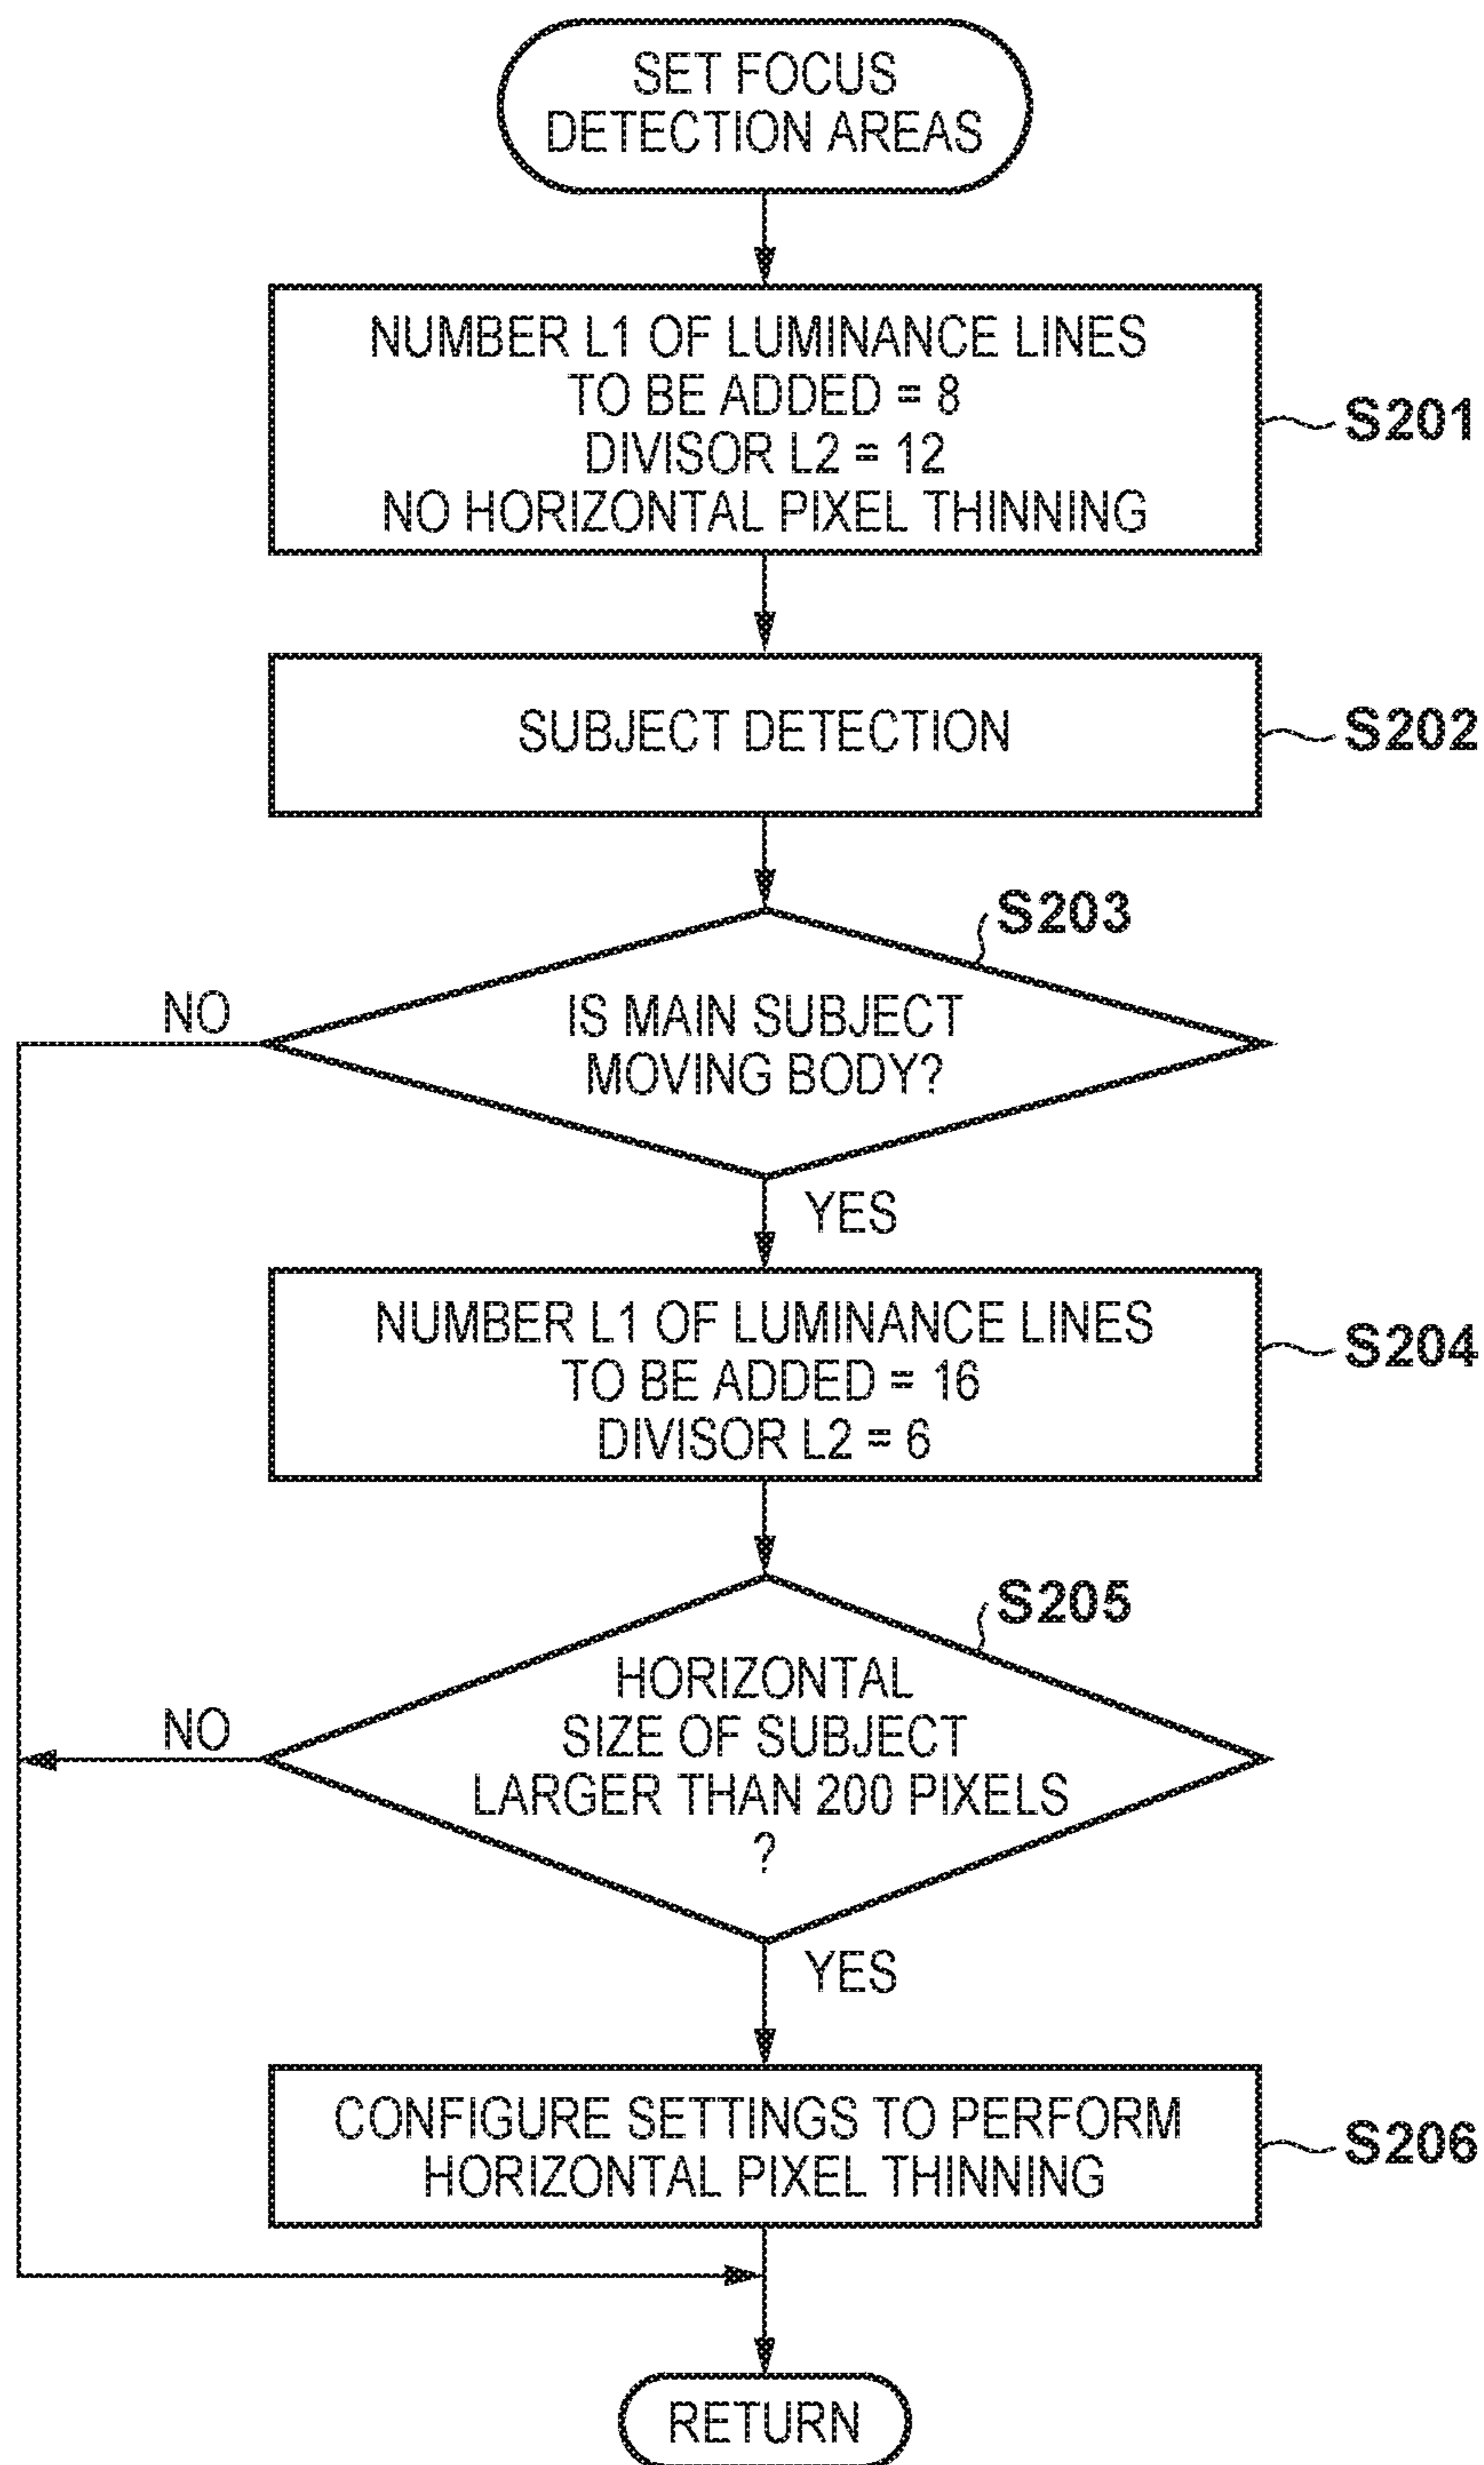 SET FOCUS
DETECTION AREAS
NUMBER L1 OF LUMINANCE LINES
TO BE ADDED = 8
DIVISOR L2 = 12
NO HORIZONTAL PIXEL THINNING
S201
SUBJECT DETECTION
S202
S203
NO
IS MAIN SUBJECT
MOVING BODY?
YES
NUMBER L1 OF LUMINANCE LINES
TO BE ADDED = 16
DIVISOR L2 = 6
S204
S205
HORIZONTAL
SIZE OF SUBJECT
LARGER THAN 200 PIXELS
?
NO
YES
CONFIGURE SETTINGS TO PERFORM
HORIZONTAL PIXEL THINNING
S206
RETURN